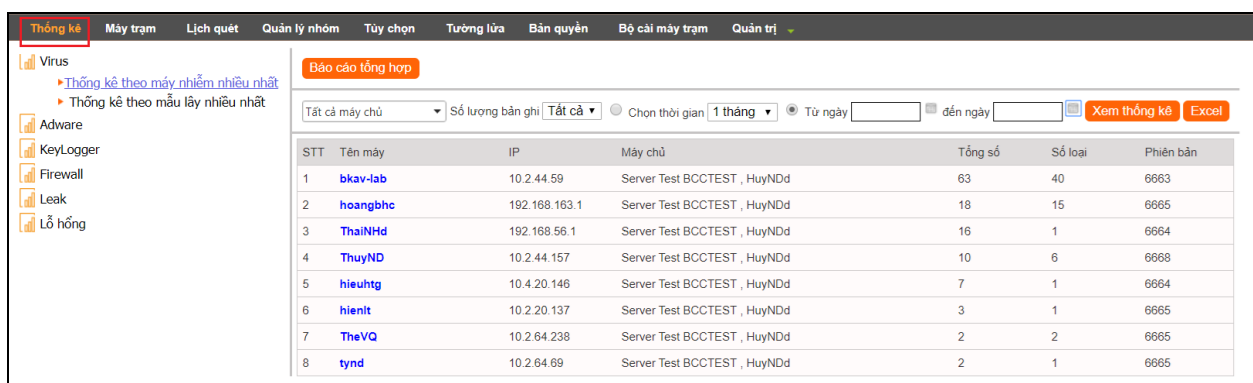 Thống kê Máy trạm Lịch quét Quản lý nhóm Tùy chọn Tường lửa Bản quyền Bộ cài máy trạm Quản trị
Virus
Thống kê theo máy nhiễm nhiều nhất
Thống kê theo mẫu lây nhiều nhất
Adware
KeyLogger
Firewall
Leak
Lỗ hổng
Báo cáo tổng hợp
Tất cả máy chủ Số lượng bản ghi Tất cả Chọn thời gian 1 tháng Từ ngày đến ngày Xem thống kê Excel
STT Tên máy IP Máy chủ Tổng số Số loại Phiên bản
1 bkav-lab 10.2.44.59 Server Test BCCTEST , HuyNDd 63 40 6663
2 hoangbhc 192.168.163.1 Server Test BCCTEST , HuyNDd 18 15 6665
3 ThaiNHd 192.168.56.1 Server Test BCCTEST , HuyNDd 16 1 6664
4 ThuyND 10.2.44.157 Server Test BCCTEST , HuyNDd 10 6 6668
5 hieuhtg 10.4.20.146 Server Test BCCTEST , HuyNDd 7 1 6664
6 hienlt 10.2.20.137 Server Test BCCTEST , HuyNDd 3 1 6665
7 TheVQ 10.2.64.238 Server Test BCCTEST , HuyNDd 2 2 6665
8 tynd 10.2.64.69 Server Test BCCTEST , HuyNDd 2 1 6665